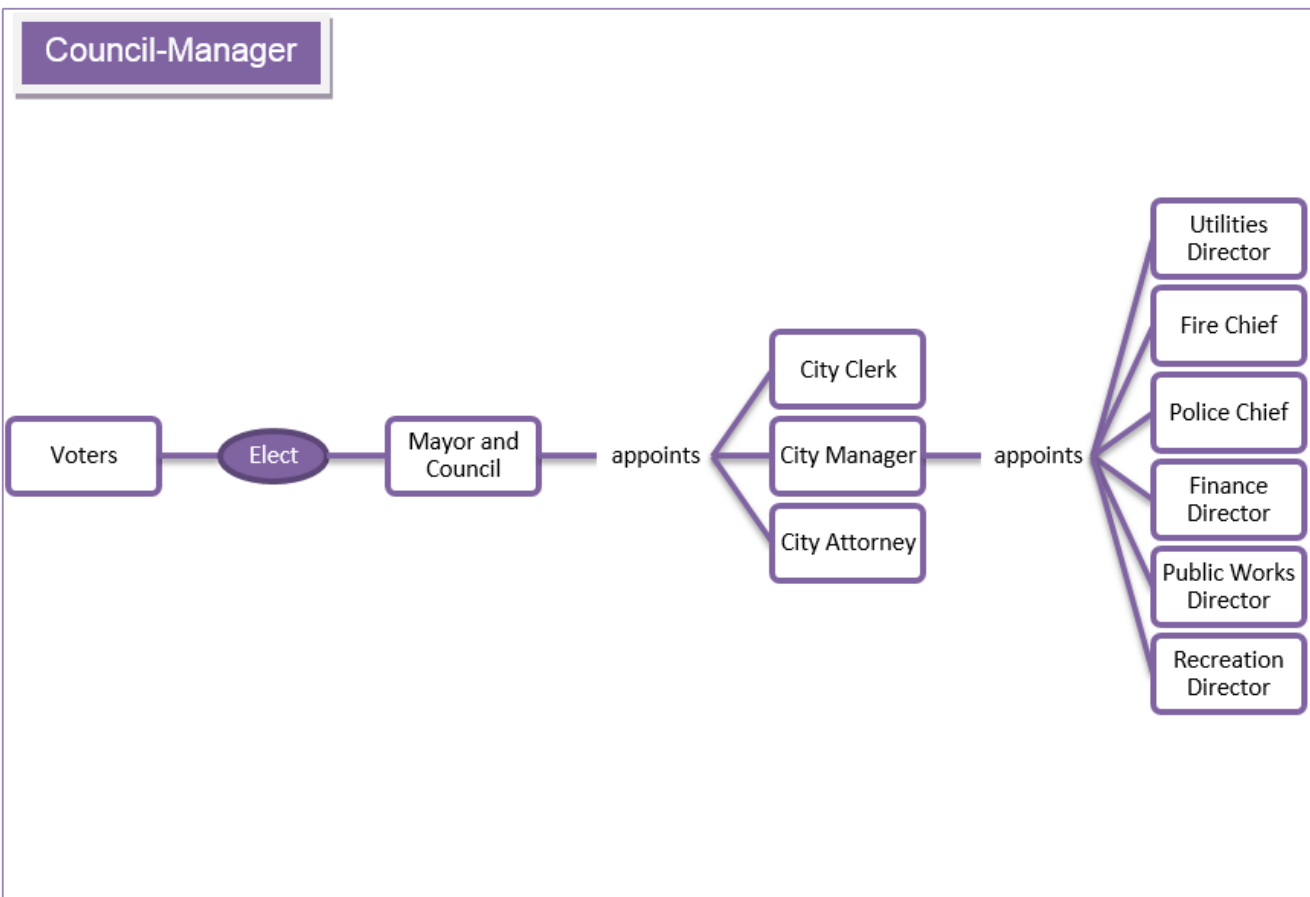 Council-Manager
Voters
Elect
Mayor and
Council
appoints
City Clerk
City Manager
City Attorney
appoints
Utilities
Director
Fire Chief
Police Chief
Finance
Director
Public Works
Director
Recreation
Director